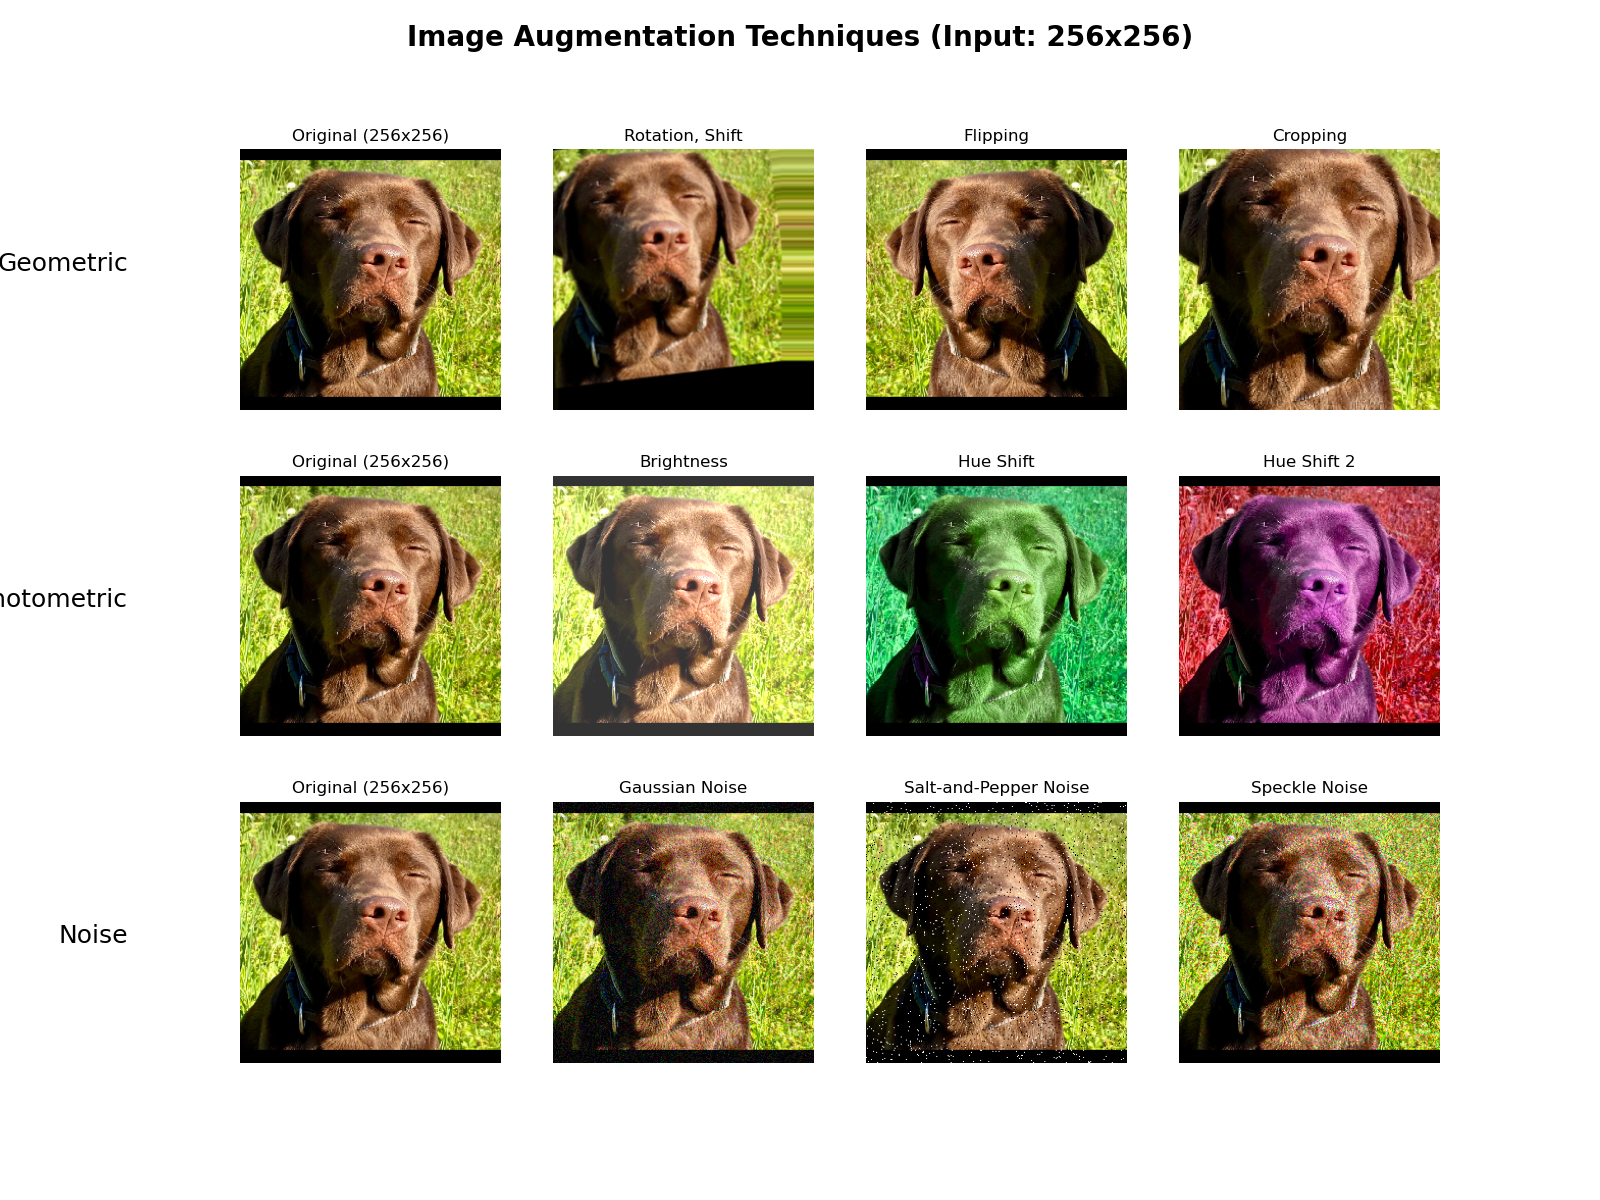 Image Augmentation Techniques (Input: 256x256)
Original (256x256) Rotation, Shift Flipping Cropping
Geometric
Original (256x256) Brightness Hue Shift Hue Shift 2
notometric
Original (256x256) Gaussian Noise Salt-and-Pepper Noise Speckle Noise
Noise